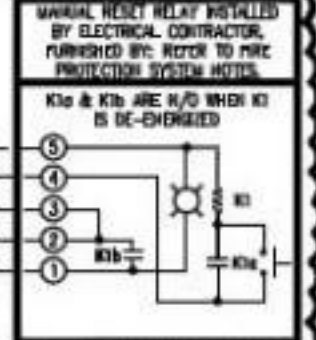 MANUAL RESET RELAY INSTALLED
BY ELECTRICAL CONTRACTOR,
FURNISHED BY: REFER TO FIRE
PROTECTION SYSTEM NOTES.
K1a & K1b ARE N/O WHEN K1
IS DE-ENERGIZED
5
4
K1
3
2
K1b
K1a
1